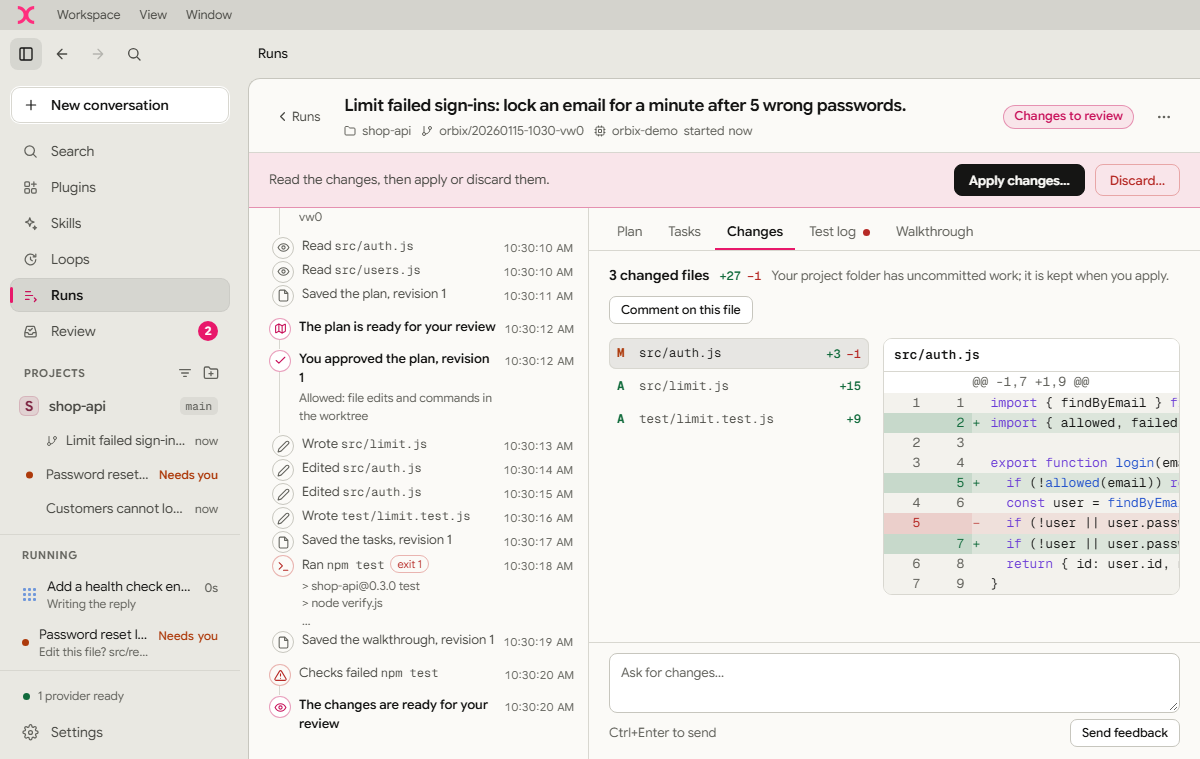 Workspace View Window
Runs
New conversation
Search
Plugins
Skills
Loops
Runs
Review 2
PROJECTS
S shop-api main
Limit failed sign-in... now
Password reset... Needs you
Customers cannot lo... now
RUNNING
Add a health check en... 0s
Writing the reply
Password reset l... Needs you
Edit this file? src/re...
1 provider ready
Settings
Runs
Limit failed sign-ins: lock an email for a minute after 5 wrong passwords.
shop-api orbix/20260115-1030-vw0 orbix-demo started now
Changes to review
Read the changes, then apply or discard them.
Apply changes...
Discard...
vw0
Read src/auth.js 10:30:10 AM
Read src/users.js 10:30:10 AM
Saved the plan, revision 1 10:30:11 AM
The plan is ready for your review 10:30:12 AM
You approved the plan, revision 10:30:12 AM
1
Allowed: file edits and commands in
the worktree
Wrote src/limit.js 10:30:13 AM
Edited src/auth.js 10:30:14 AM
Edited src/auth.js 10:30:15 AM
Wrote test/limit.test.js 10:30:16 AM
Saved the tasks, revision 1 10:30:17 AM
Ran npm test exit 1 10:30:18 AM
> shop-api@0.3.0 test
> node verify.js
...
Saved the walkthrough, revision 1 10:30:19 AM
Checks failed npm test 10:30:20 AM
The changes are ready for your 10:30:20 AM
review
Plan Tasks Changes Test log Walkthrough
3 changed files +27 −1 Your project folder has uncommitted work; it is kept when you apply.
Comment on this file
M src/auth.js +3 −1
A src/limit.js +15
A test/limit.test.js +9
src/auth.js
@@ -1,7 +1,9 @@
1 1 import { findByEmail } f
2 + import { allowed, failed
2 3
3 4 export function login(ema
5 + if (!allowed(email)) re
4 6 const user = findByEma
5 − if (!user || user.passw
7 + if (!user || user.passw
6 8 return { id: user.id,
7 9 }
Ask for changes...
Ctrl+Enter to send
Send feedback